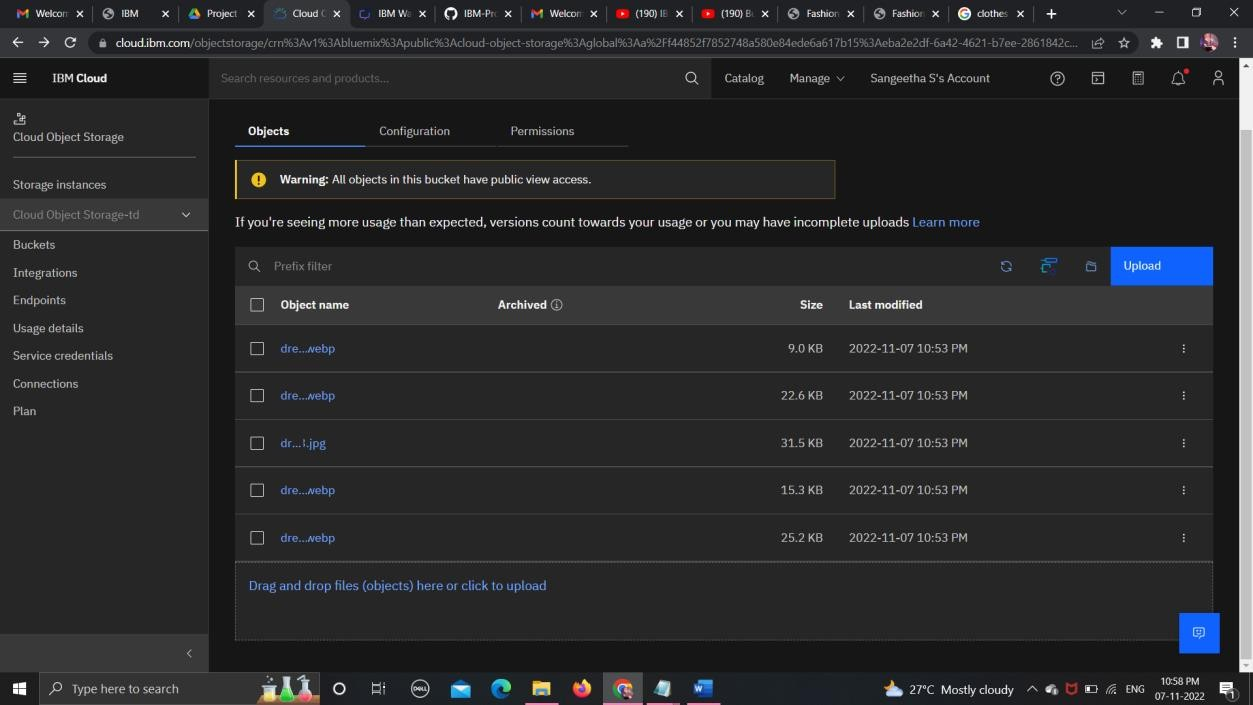 Welcom
IBM
Project
Cloud C
IBM Wa
IBM-Pro
Welcom
(190) IB
(190) B
Fashion
Fashion
clothes
cloud.ibm.com/objectstorage/crn%3Av1%3Abluemix%3Apublic%3Acloud-object-storage%3Aglobal%3Aa%2Ff44852f7852748a580e84ede6a617b15%3Aeba2e2df-6a42-4621-b7ee-2861842c...
IBM Cloud
Search resources and products...
Catalog
Manage
Sangeetha S's Account
Cloud Object Storage
Storage instances
Cloud Object Storage-td
Buckets
Integrations
Endpoints
Usage details
Service credentials
Connections
Plan
Objects
Configuration
Permissions
Warning: All objects in this bucket have public view access.
If you're seeing more usage than expected, versions count towards your usage or you may have incomplete uploads Learn more
Prefix filter
Upload
Object name Archived Size Last modified
dre...webp 9.0 KB 2022-11-07 10:53 PM
dre...webp 22.6 KB 2022-11-07 10:53 PM
dr....jpg 31.5 KB 2022-11-07 10:53 PM
dre...webp 15.3 KB 2022-11-07 10:53 PM
dre...webp 25.2 KB 2022-11-07 10:53 PM
Drag and drop files (objects) here or click to upload
Type here to search
DELL
27°C Mostly cloudy
ENG
10:58 PM
07-11-2022
1